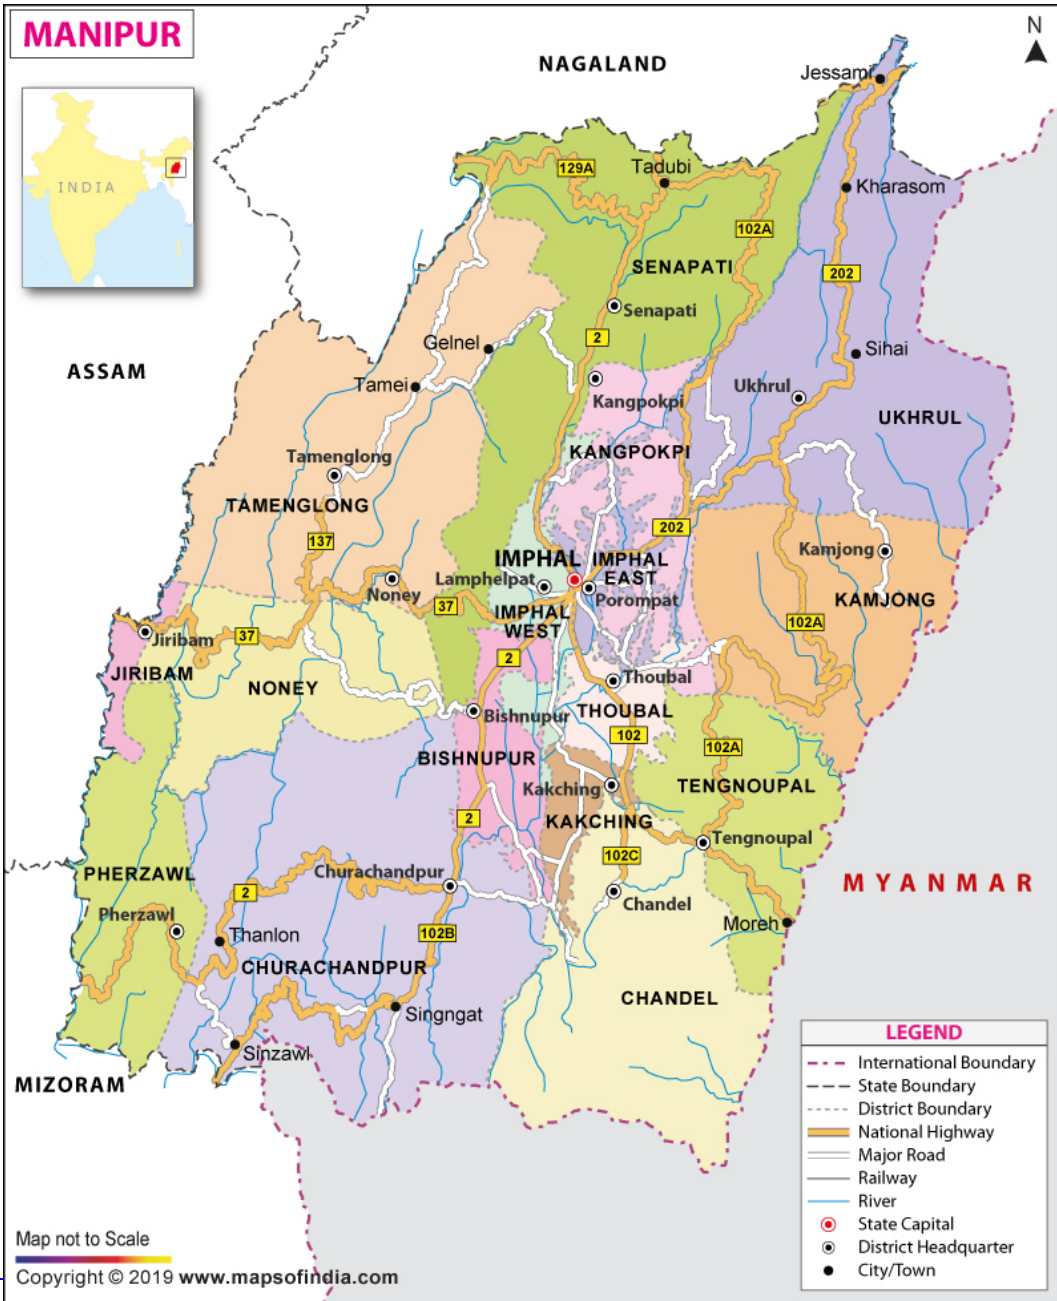 MANIPUR
N
NAGALAND
Jessami
INDIA
129A
Tadubi
Kharasom
102A
SENAPATI
202
Senapati
2
Gelnel
Sihai
ASSAM
Tamei
Kangpokpi
Ukhrul
UKHRUL
KANGPOKPI
Tamenglong
TAMENGLONG
137
202
IMPHAL
IMPHAL
EAST
Kamjong
Lamphelpat
Noney
Porompat
KAMJONG
37
IMPHAL
WEST
102A
Jiribam
37
2
JIRIBAM
NONEY
Thoubal
Bishnupur
THOUBAL
102
102A
BISHNUPUR
Kakching
TENGNOUPAL
2
KAKCHING
Tengnoupal
102C
PHERZAWL
Churachandpur
MYANMAR
2
Chandel
Pherzawl
Moreh
Thanlon
102B
CHURACHANDPUR
CHANDEL
Singngat
Sinzawl
MIZORAM
LEGEND
International Boundary
State Boundary
District Boundary
National Highway
Major Road
Railway
River
State Capital
District Headquarter
City/Town
Map not to Scale
Copyright © 2019 www.mapsofindia.com